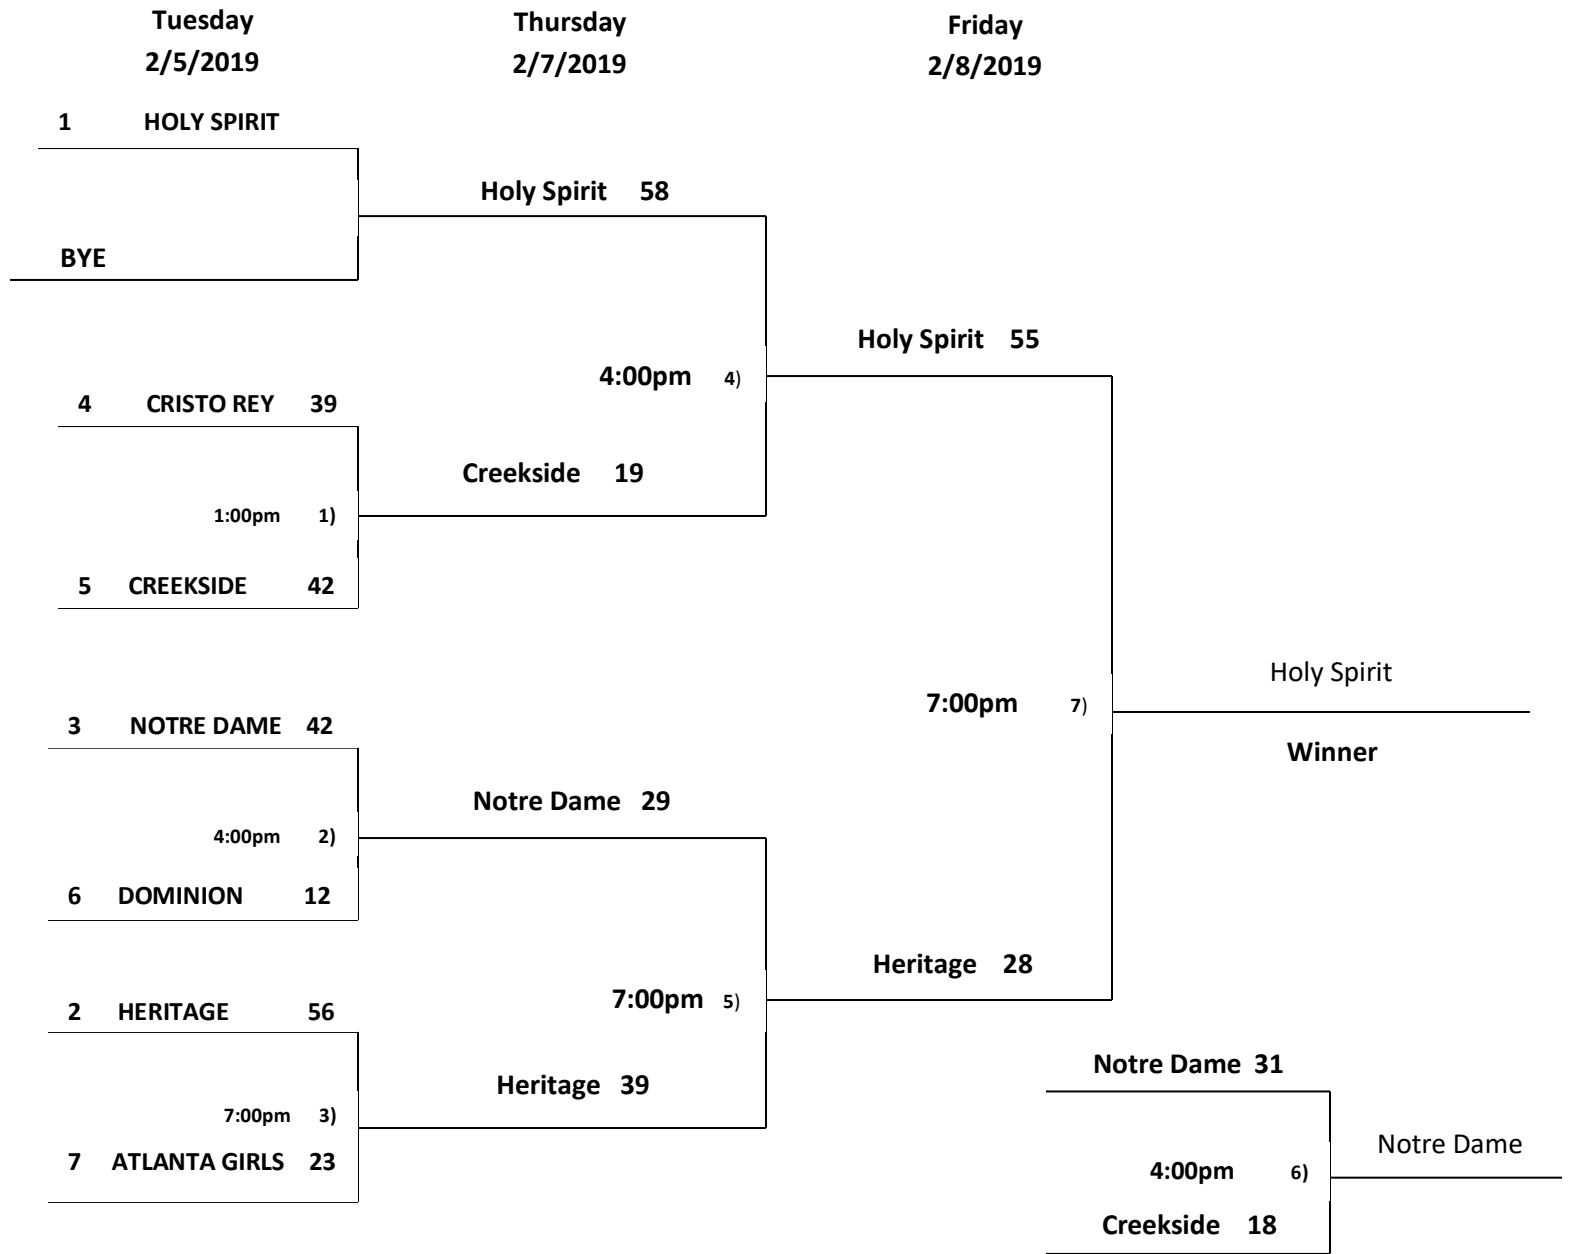 Tuesday
2/5/2019
Thursday
2/7/2019
Friday
2/8/2019
1 HOLY SPIRIT
BYE
4 CRISTO REY 39
1:00pm 1)
5 CREEKSIDE 42
3 NOTRE DAME 42
4:00pm 2)
6 DOMINION 12
2 HERITAGE 56
7:00pm 3)
7 ATLANTA GIRLS 23
Holy Spirit 58
4:00pm 4)
Creekside 19
Notre Dame 29
7:00pm 5)
Heritage 39
Holy Spirit 55
7:00pm 7)
Heritage 28
Holy Spirit
Winner
Notre Dame 31
4:00pm 6)
Creekside 18
Notre Dame